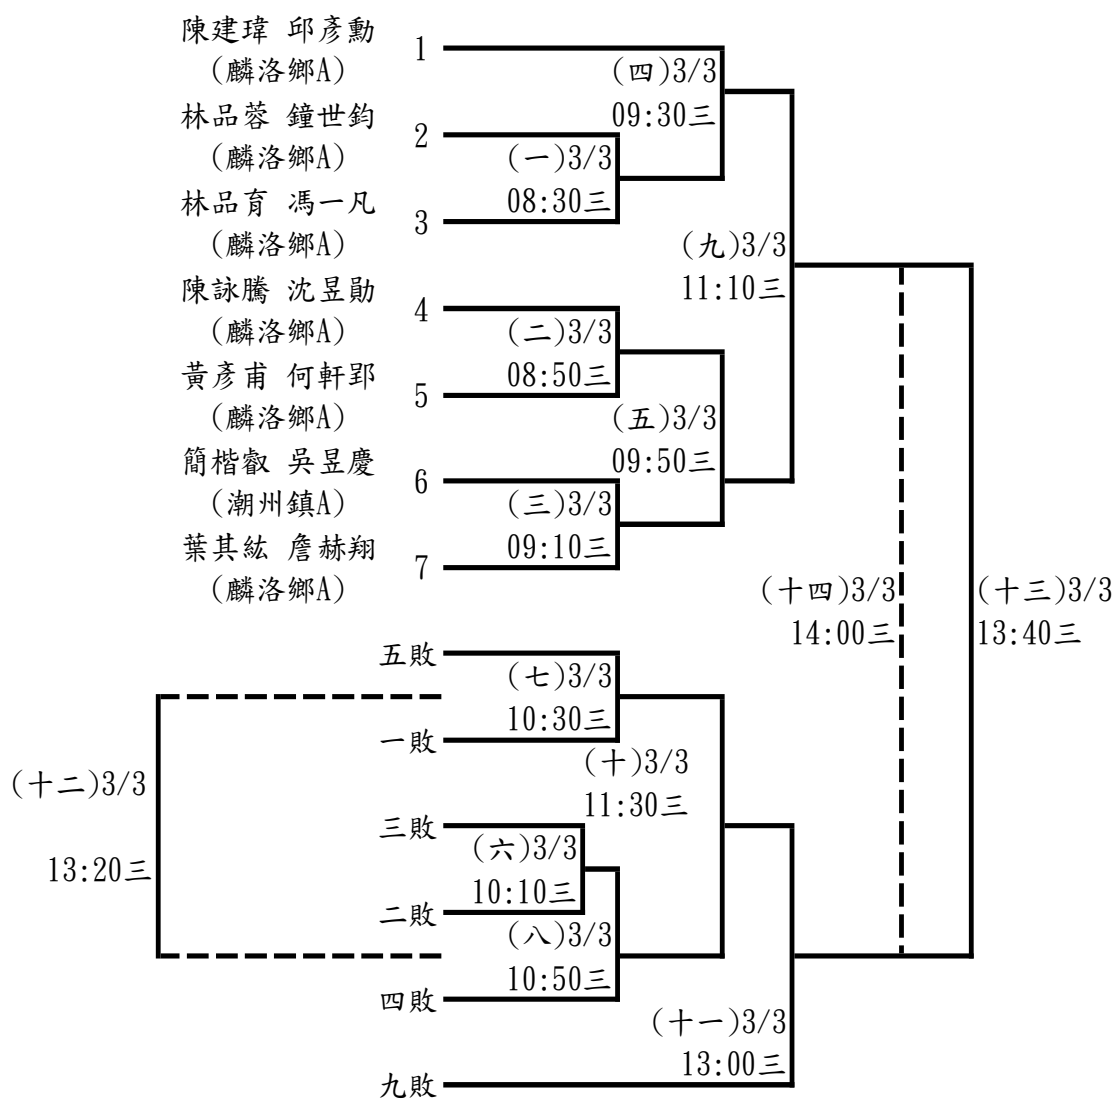 陳建瑋 邱彥勳
1
(麟洛鄉A)
(四)3/3
09:30三
林品蓉 鐘世鈞
2
(麟洛鄉A)
(一)3/3
08:30三
林品育 馮一凡
3
(麟洛鄉A)
(九)3/3
11:10三
陳詠騰 沈昱勛
4
(麟洛鄉A)
(二)3/3
08:50三
黃彥甫 何軒郢
5
(麟洛鄉A)
(五)3/3
09:50三
簡楷叡 吳昱慶
6
(潮州鎮A)
(三)3/3
09:10三
葉其紘 詹赫翔
7
(麟洛鄉A)
(十四)3/3
14:00三
(十三)3/3
13:40三
五敗
(七)3/3
10:30三
一敗
(十)3/3
11:30三
(十二)3/3
13:20三
三敗
(六)3/3
10:10三
二敗
(八)3/3
10:50三
四敗
(十一)3/3
13:00三
九敗